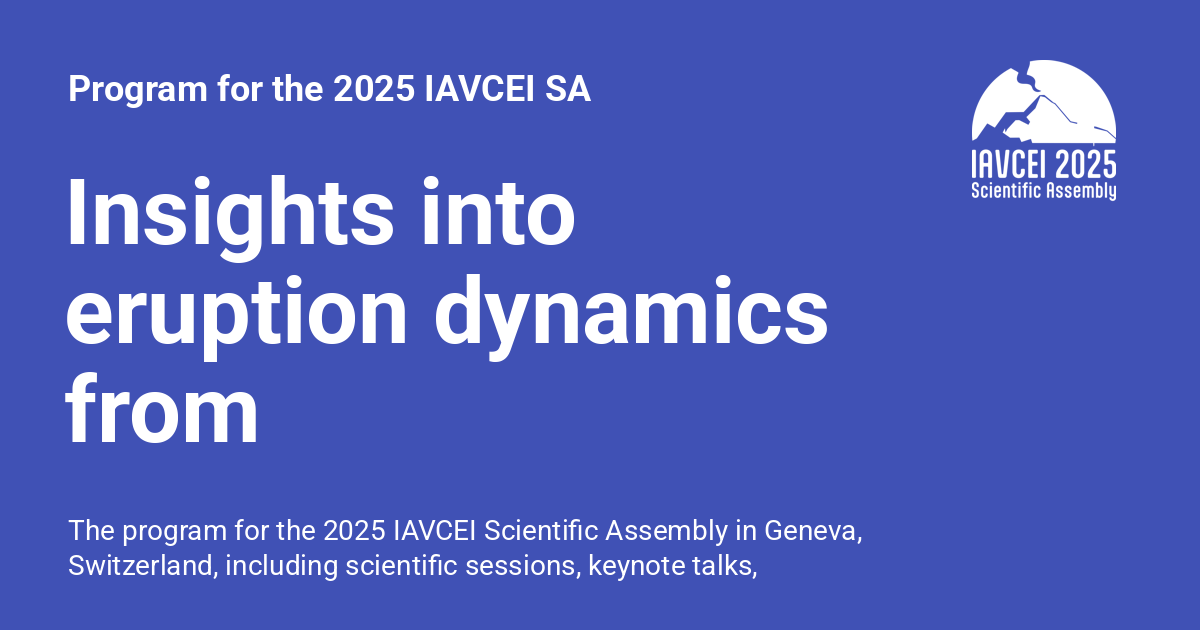 Program for the 2025 IAVCEI SA
IAVCEI 2025
Scientific Assembly
Insights into
eruption dynamics
from
The program for the 2025 IAVCEI Scientific Assembly in Geneva,
Switzerland, including scientific sessions, keynote talks,